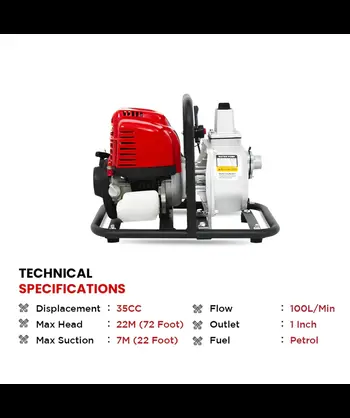 TECHNICAL
SPECIFICATIONS
Displacement : 35CC
Max Head : 22M (72 Foot)
Max Suction : 7M (22 Foot)
Flow : 100L/Min
Outlet : 1 Inch
Fuel : Petrol